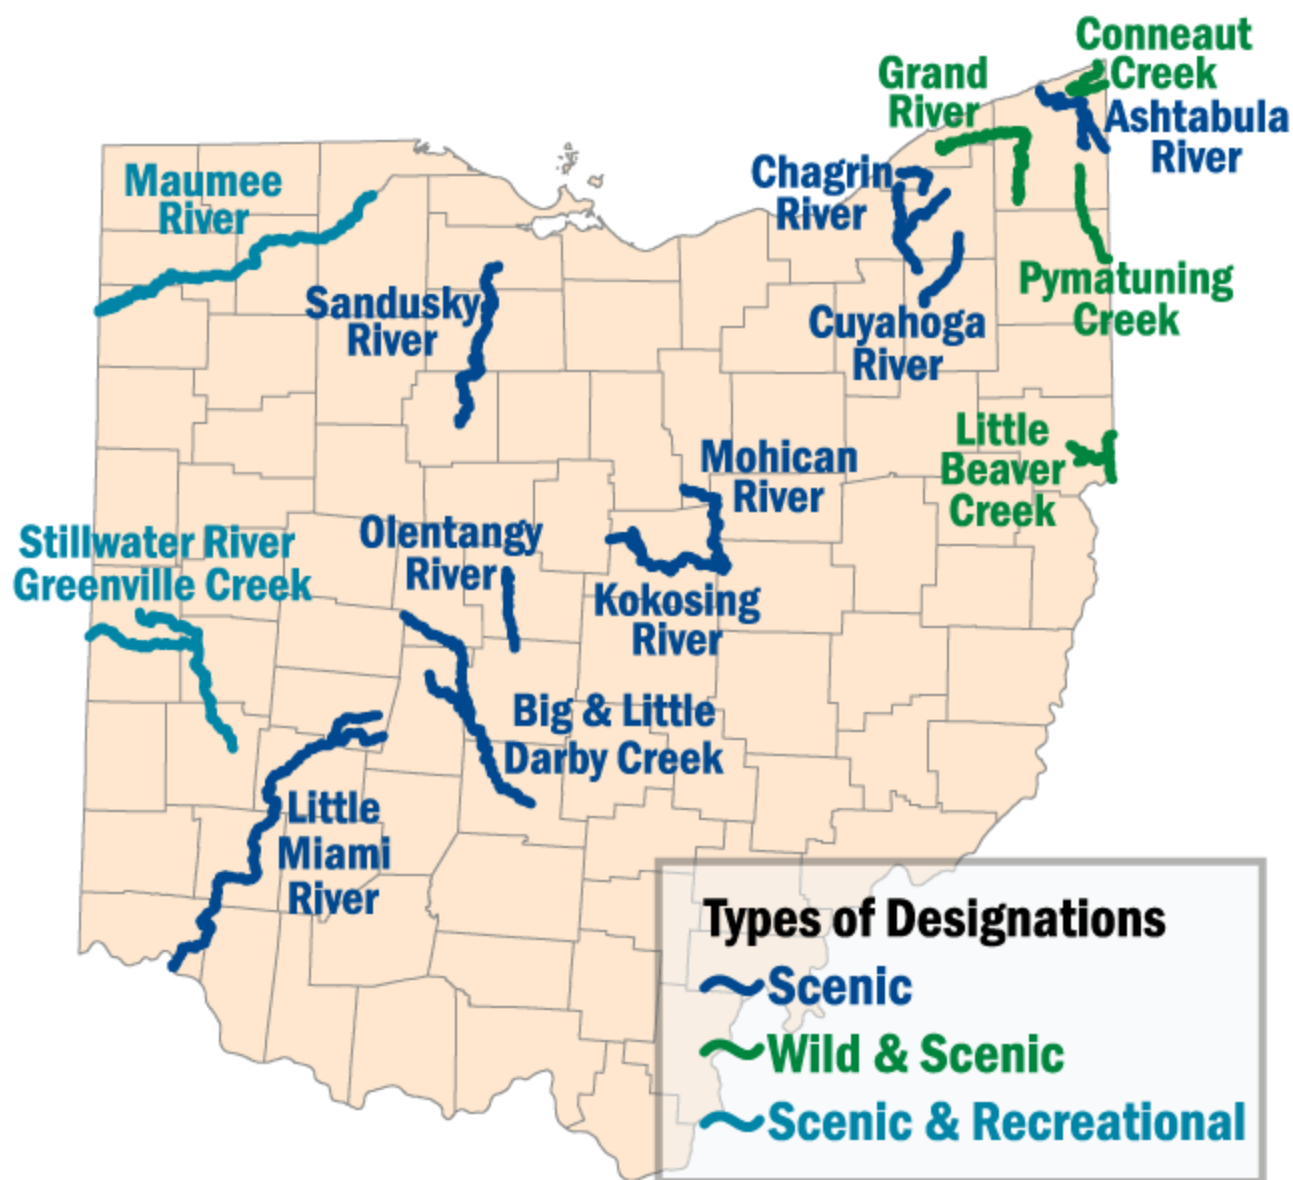 Conneaut
Creek
Grand
River
Ashtabula
River
Chagrin
River
Maumee
River
Pymatuning
Creek
Sandusky
River
Cuyahoga
River
Little
Beaver
Creek
Mohican
River
Olentangy
River
Stillwater River
Greenville Creek
Kokosing
River
Big & Little
Darby Creek
Little
Miami
River
Types of Designations
Scenic
Wild & Scenic
Scenic & Recreational